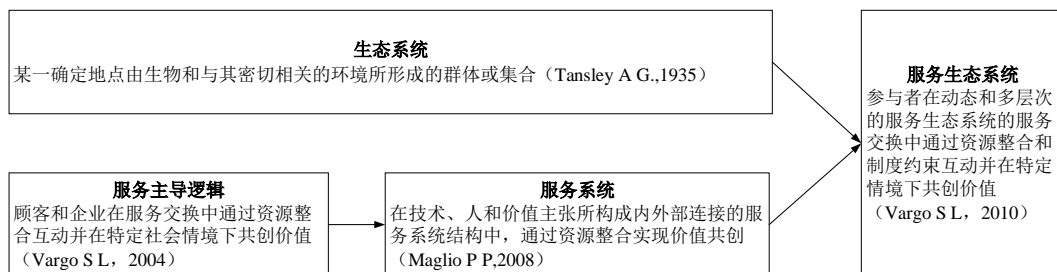 生态系统
某一确定地点由生物和与其密切相关的环境所形成的群体或集合（Tansley A G.,1935）
服务主导逻辑
顾客和企业在服务交换中通过资源整
合互动并在特定社会情境下共创价值
（Vargo S L，2004）
服务系统
在技术、人和价值主张所构成内外部连接的服
务系统结构中，通过资源整合实现价值共创
（Maglio P P,2008）
服务生态系统
参与者在动态和多层次
的服务生态系统的服务
交换中通过资源整合和
制度约束互动并在特定
情境下共创价值
（Vargo S L，2010）